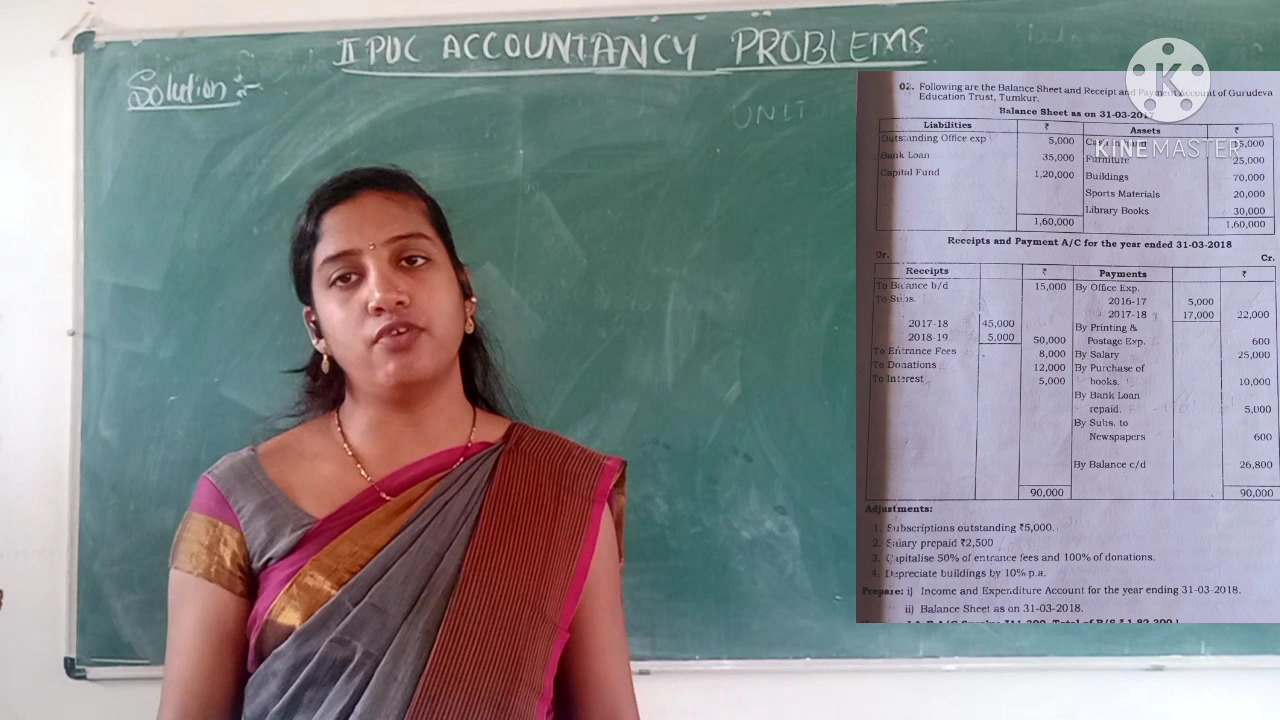 II PUC ACCOUNTANCY PROBLEMS
Solution :-
UNIT
K
KINEMASTER
02. Following are the Balance Sheet and Receipt and Payment Account of Gurudeva
Education Trust, Tumkur.
Balance Sheet as on 31-03-2017
Liabilities ₹ Assets ₹
Outstanding Office exp 5,000 Cash in hand 15,000
Bank Loan 35,000 Furniture 25,000
Capital Fund 1,20,000 Buildings 70,000
Sports Materials 20,000
Library Books 30,000
1,60,000 1,60,000
Receipts and Payment A/C for the year ended 31-03-2018
Dr. Cr.
Receipts ₹ Payments ₹
To Balance b/d 15,000 By Office Exp.
To Subs. 2016-17 5,000
2017-18 17,000 22,000
2017-18 45,000 By Printing &
2018-19 5,000 50,000 Postage Exp. 600
To Entrance Fees 8,000 By Salary 25,000
To Donations 12,000 By Purchase of
To Interest 5,000 books. 10,000
By Bank Loan
repaid. 5,000
By Subs. to
Newspapers 600
By Balance c/d 26,800
90,000 90,000
Adjustments:
1. Subscriptions outstanding ₹5,000.
2. Salary prepaid ₹2,500
3. Capitalise 50% of entrance fees and 100% of donations.
4. Depreciate buildings by 10% p.a.
Prepare: i) Income and Expenditure Account for the year ending 31-03-2018.
ii) Balance Sheet as on 31-03-2018.